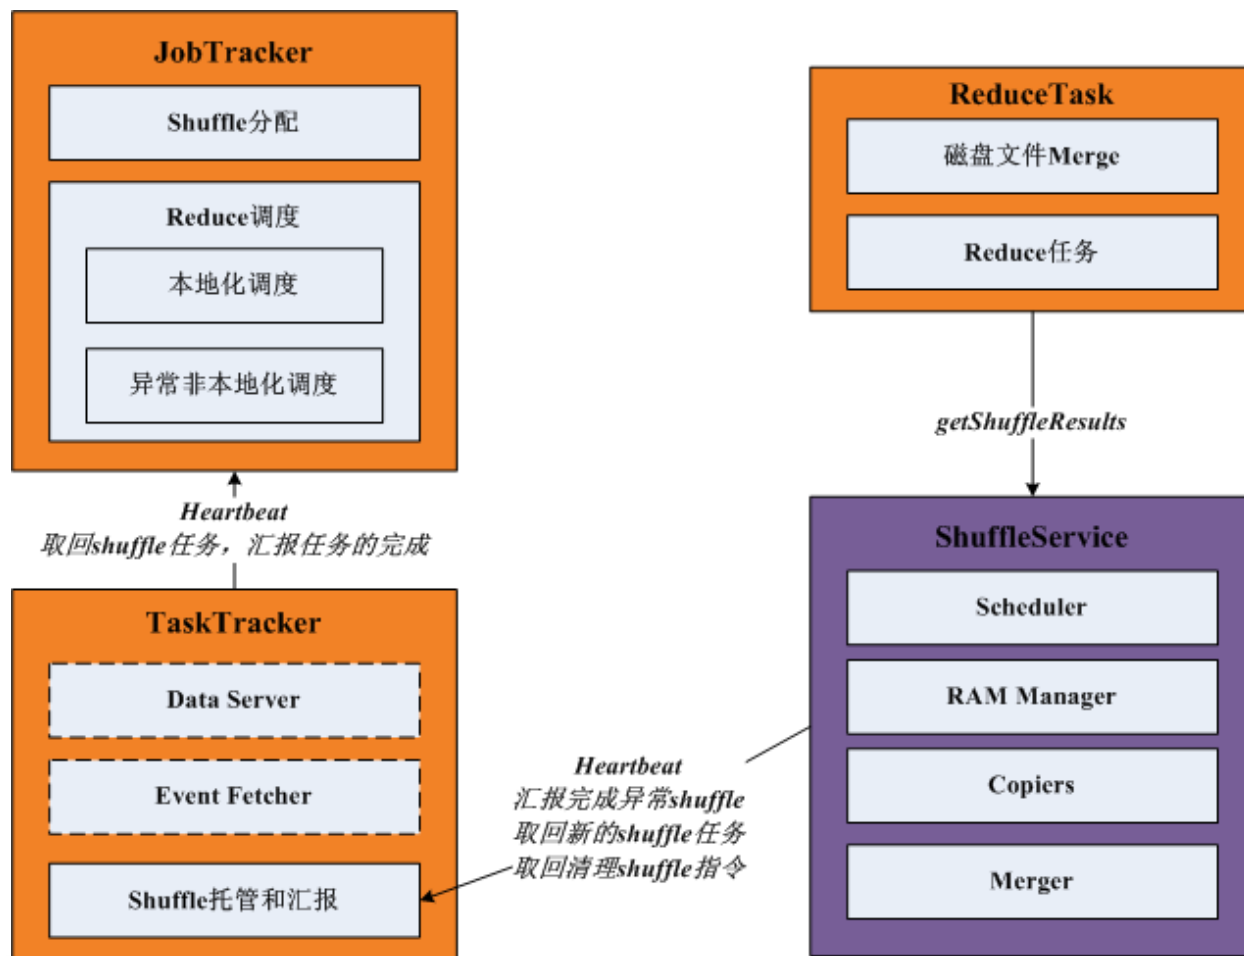 JobTracker
Shuffle分配
Reduce调度
本地化调度
异常非本地化调度
Heartbeat
取回shuffle任务，汇报任务的完成
TaskTracker
Data Server
Event Fetcher
Shuffle托管和汇报
ReduceTask
磁盘文件Merge
Reduce任务
getShuffleResults
ShuffleService
Scheduler
RAM Manager
Copiers
Merger
Heartbeat
汇报完成异常shuffle
取回新的shuffle任务
取回清理shuffle指令